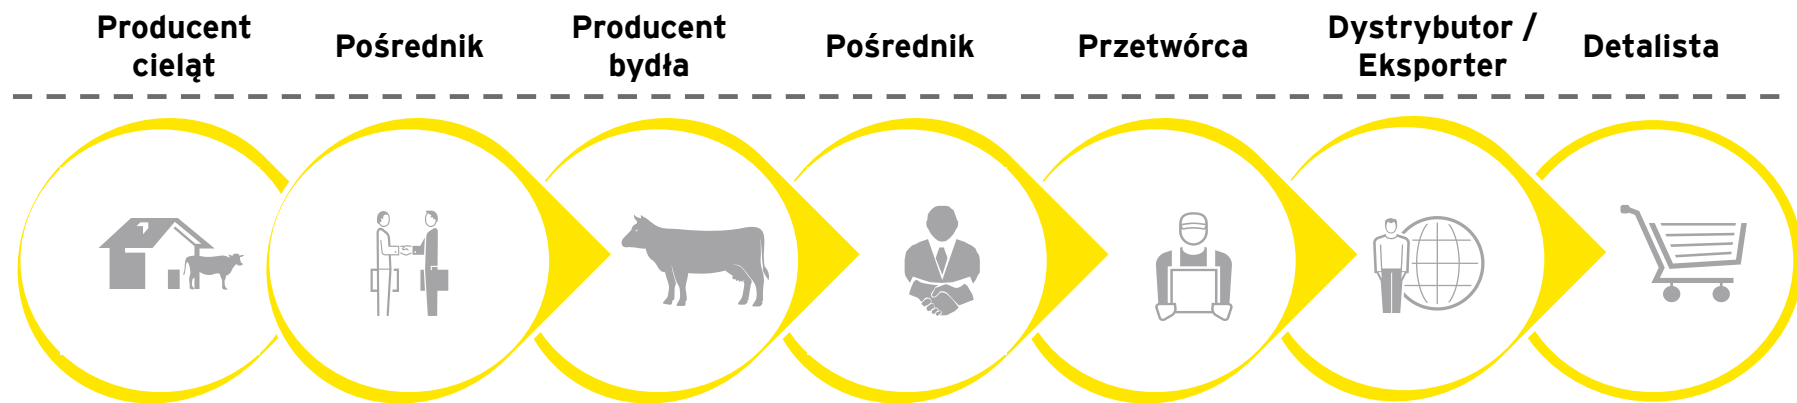 Producent
cieląt
Pośrednik
Producent
bydła
Pośrednik
Przetwórca
Dystrybutor /
Eksporter
Detalista